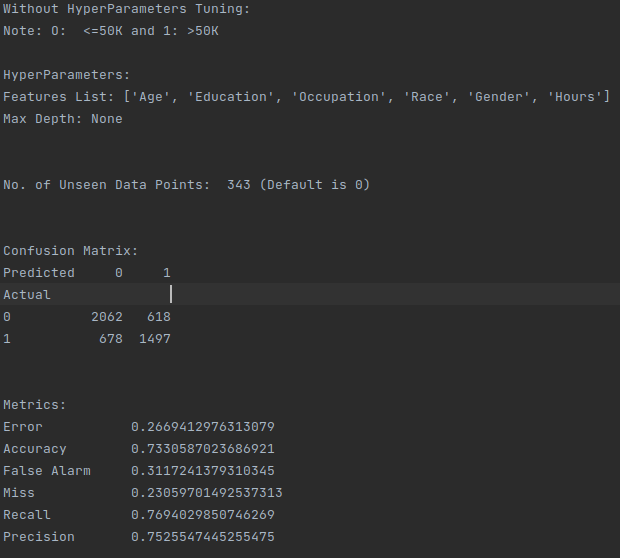 Without HyperParameters Tuning:
Note: 0:  <=50K and 1: >50K
HyperParameters:
Features List: ['Age', 'Education', 'Occupation', 'Race', 'Gender', 'Hours']
Max Depth: None
No. of Unseen Data Points:  343 (Default is 0)
Confusion Matrix:
Predicted     0     1
Actual
0          2062   618
1           678  1497
Metrics:
Error           0.2669412976313079
Accuracy        0.7330587023686921
False Alarm     0.3117241379310345
Miss            0.23059701492537313
Recall          0.7694029850746269
Precision       0.7525547445255475